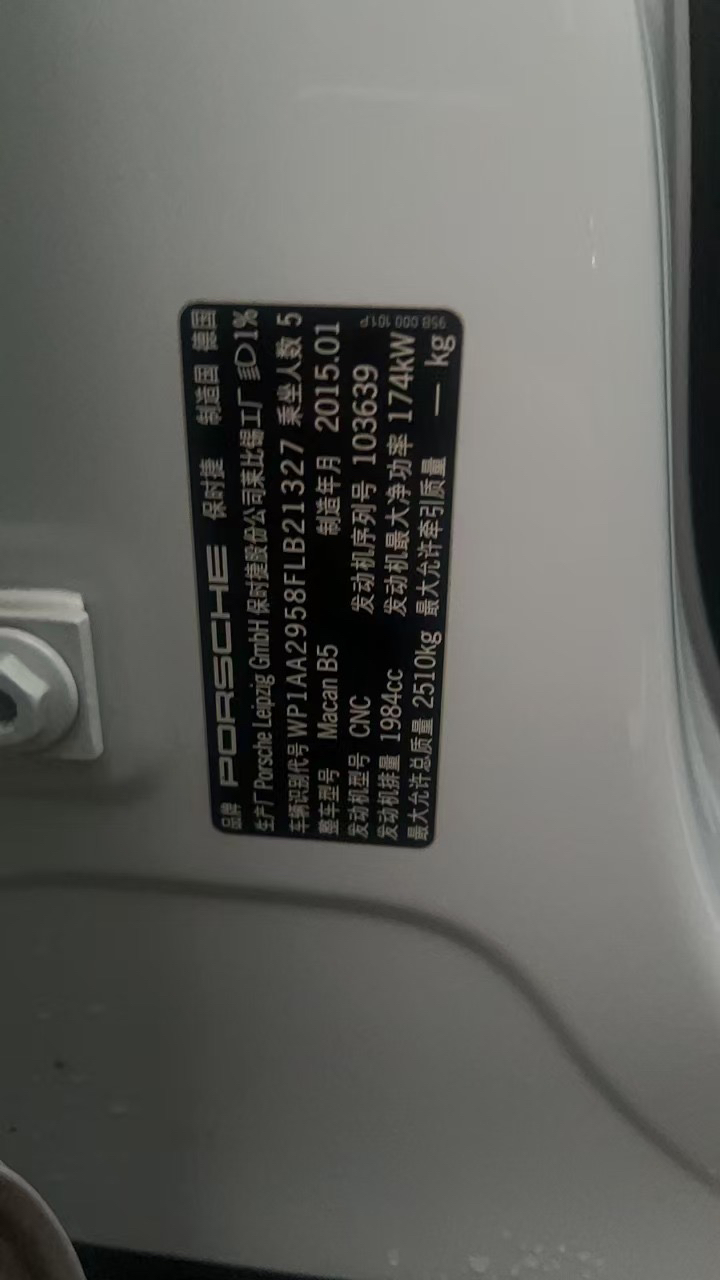 品牌 PORSCHE 保时捷 制造国 德国
生产厂 Porsche Leipzig GmbH 保时捷股份公司莱比锡工厂 1%
车辆识别代号 WP1AA2958FLB21327 乘坐人数 5
整车型号 Macan B5 制造年月 2015.01
发动机型号 CNC 发动机序列号 103639
发动机排量 1984cc 发动机最大净功率 174kW
最大允许总质量 2510kg 最大允许牵引质量 — kg
95B 000 101P